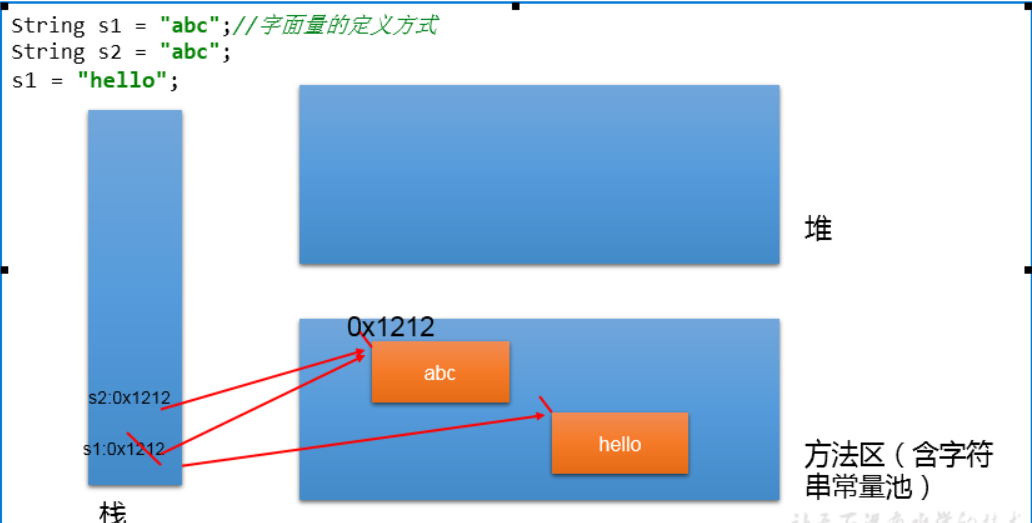 String s1 = "abc";//字面量的定义方式
String s2 = "abc";
s1 = "hello";
堆
0x1212
abc
s2:0x1212
hello
s1:0x1212
方法区（含字符
串常量池）
栈